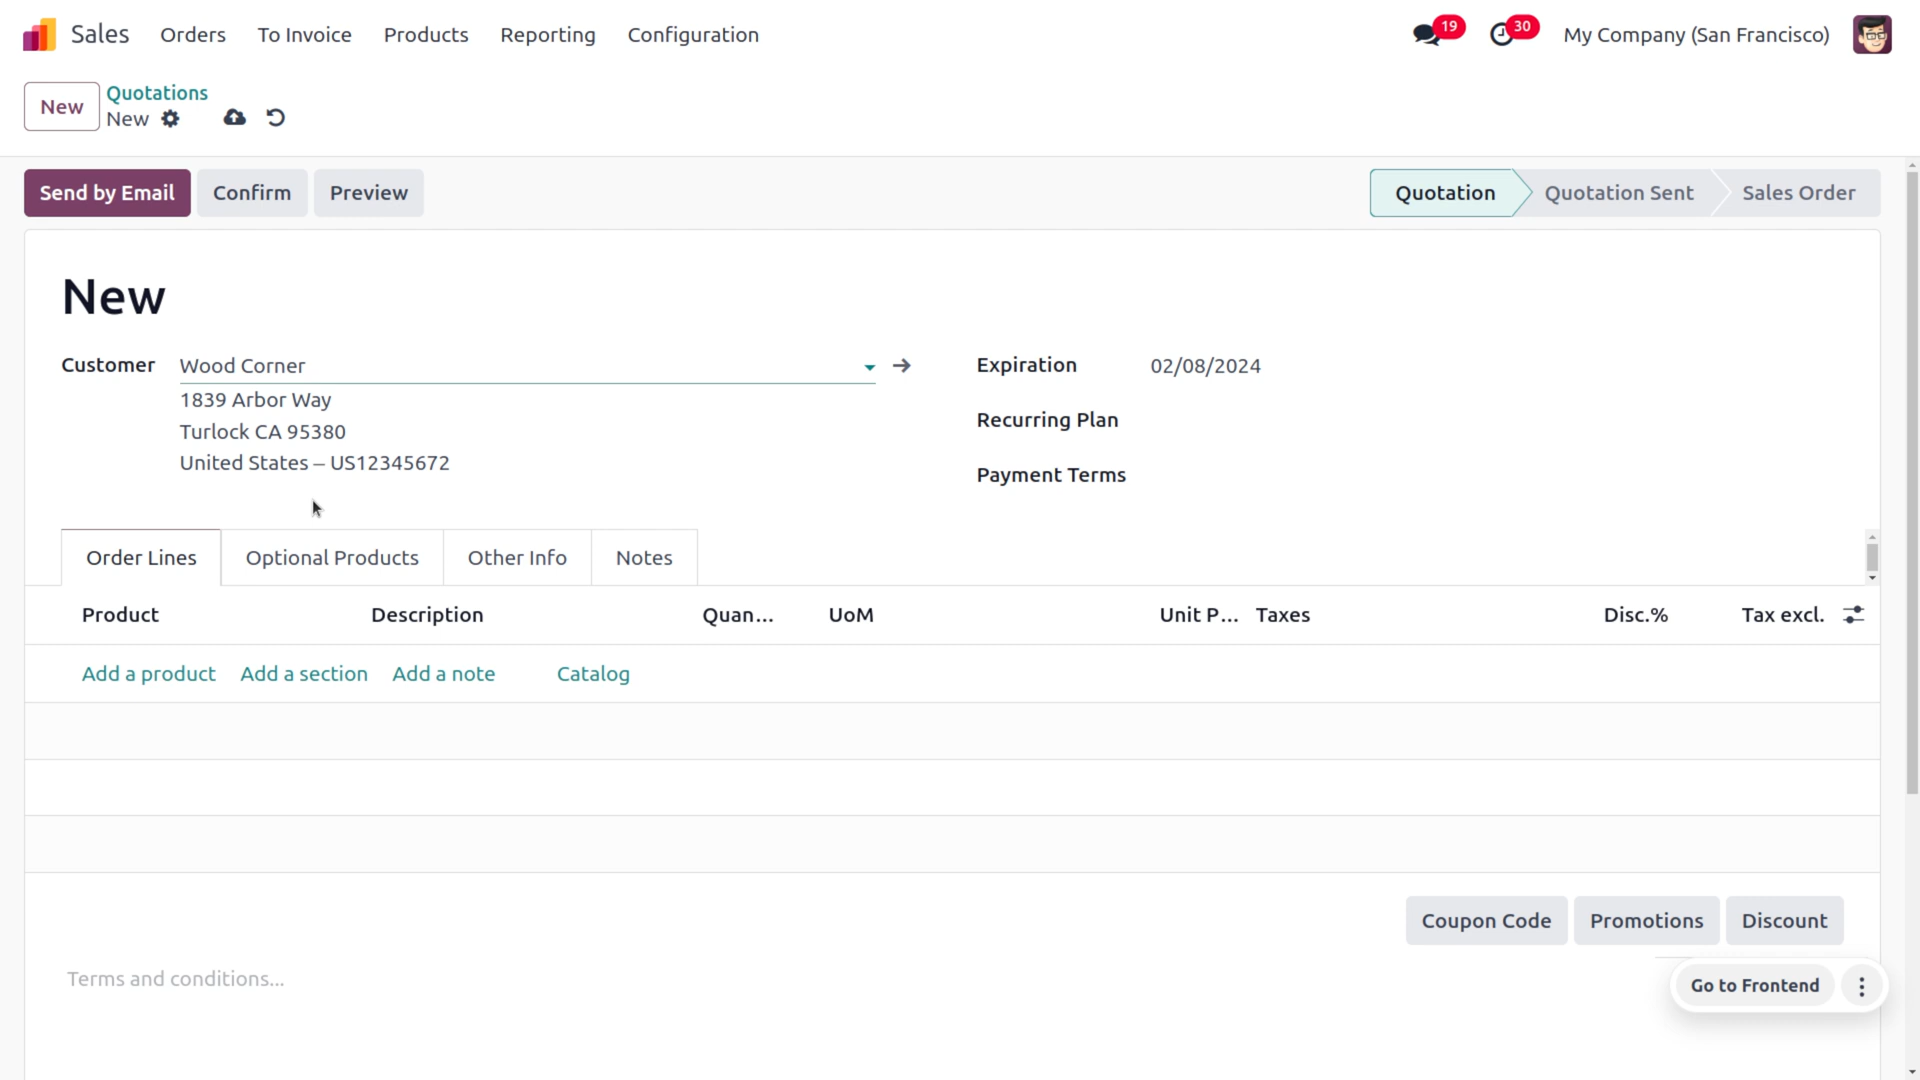 Sales Orders To Invoice Products Reporting Configuration 19 30 My Company (San Francisco)
New Quotations
New
Send by Email Confirm Preview Quotation Quotation Sent Sales Order
New
Customer Wood Corner Expiration 02/08/2024
1839 Arbor Way
Turlock CA 95380 Recurring Plan
United States – US12345672 Payment Terms
Order Lines Optional Products Other Info Notes
Product Description Quan... UoM Unit P... Taxes Disc.% Tax excl.
Add a product Add a section Add a note Catalog
Coupon Code Promotions Discount
Terms and conditions...
Go to Frontend